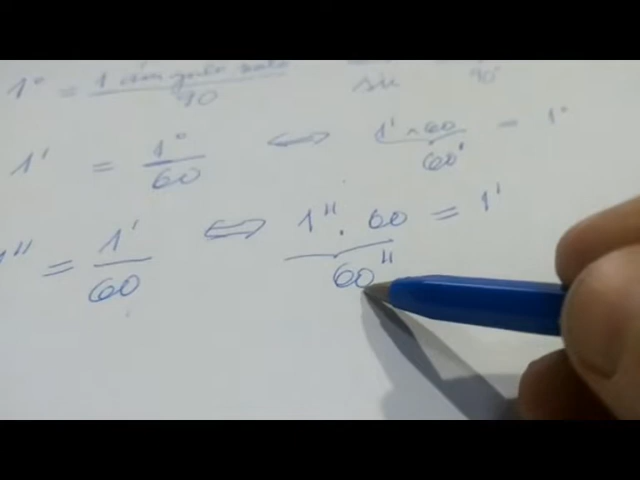 1° = 1 ângulo reto / 90
1' = 1° / 60 ⟺ 1' · 60 = 1°
60'
1'' = 1' / 60 ⟺ 1'' · 60 = 1'
60''